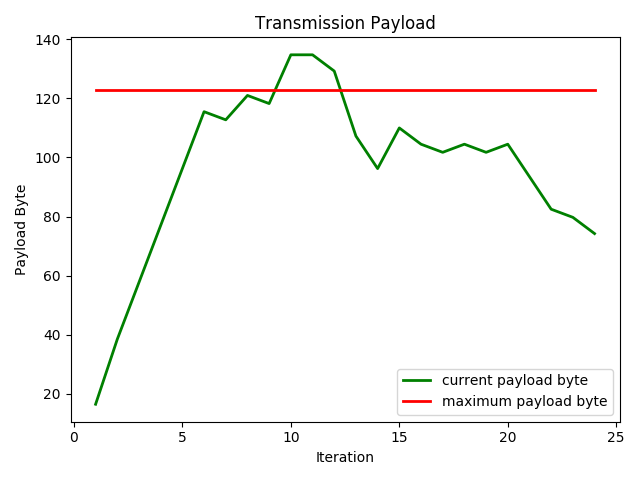 Transmission Payload
Payload Byte
140
120
100
80
60
40
20
0
5
10
15
20
25
Iteration
current payload byte
maximum payload byte